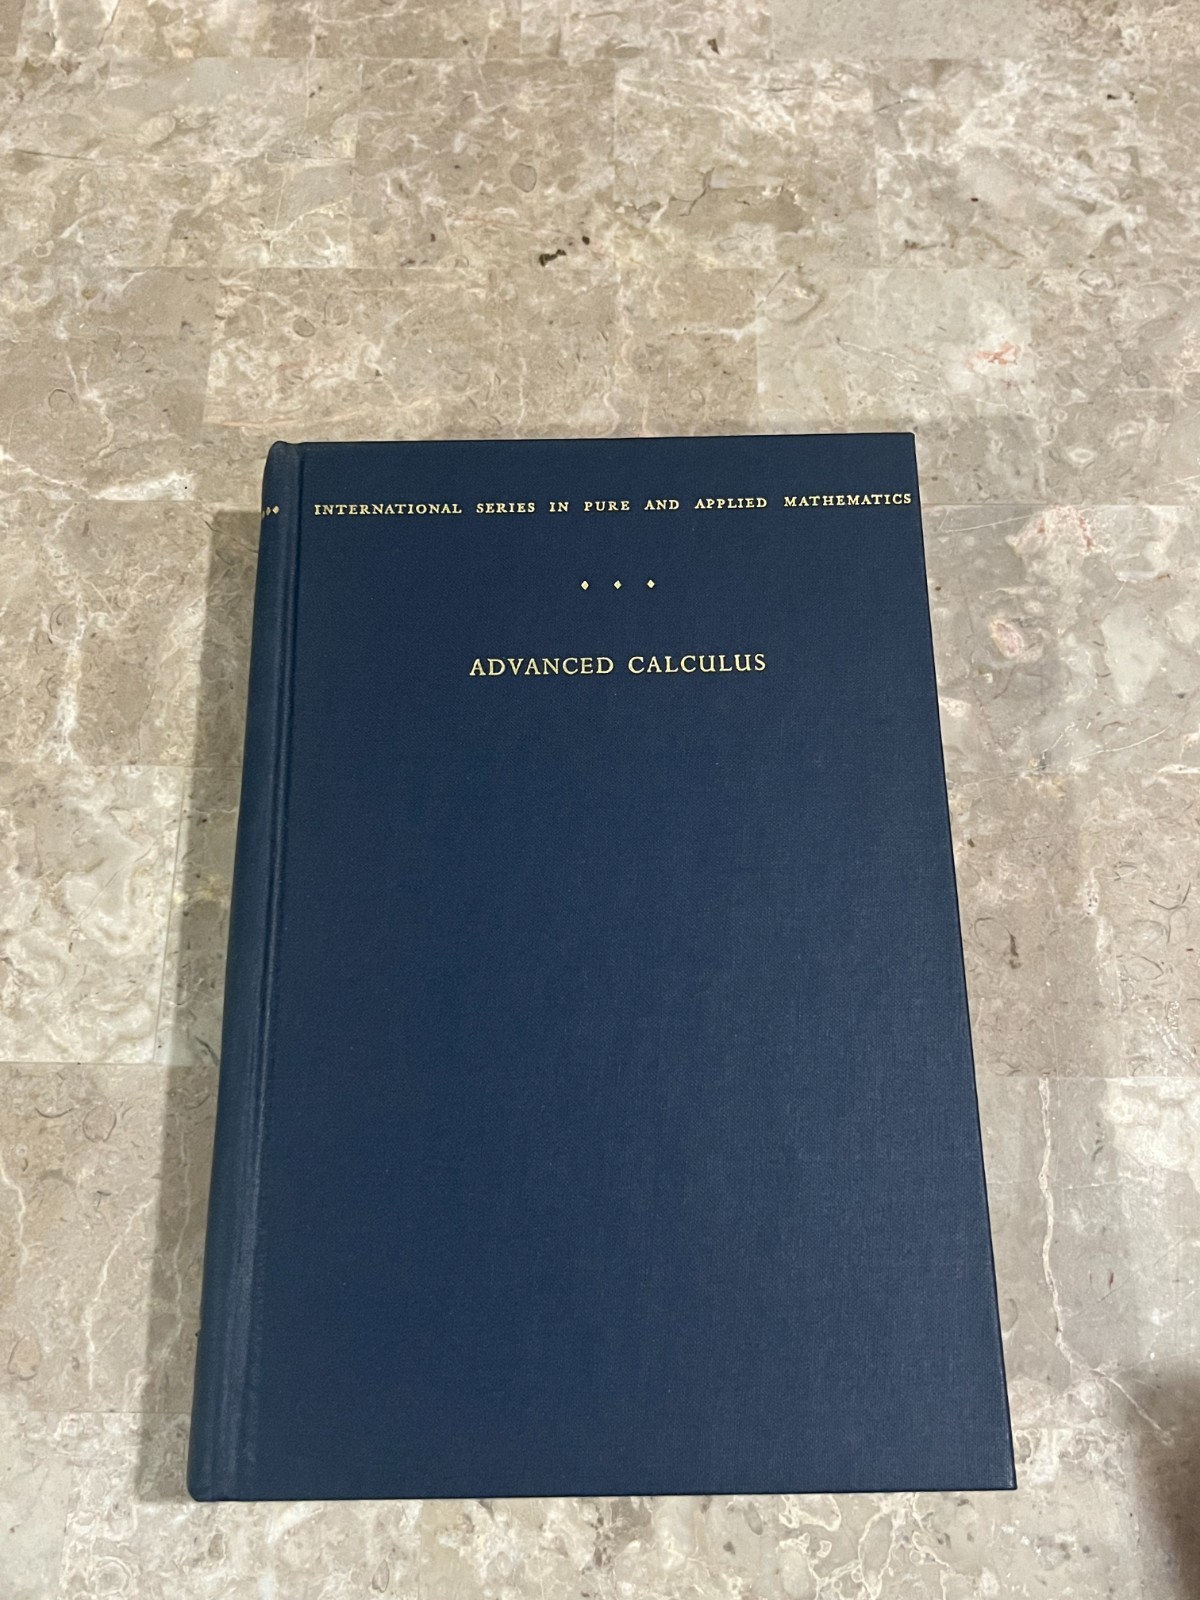 INTERNATIONAL SERIES IN PURE AND APPLIED MATHEMATICS
ADVANCED CALCULUS